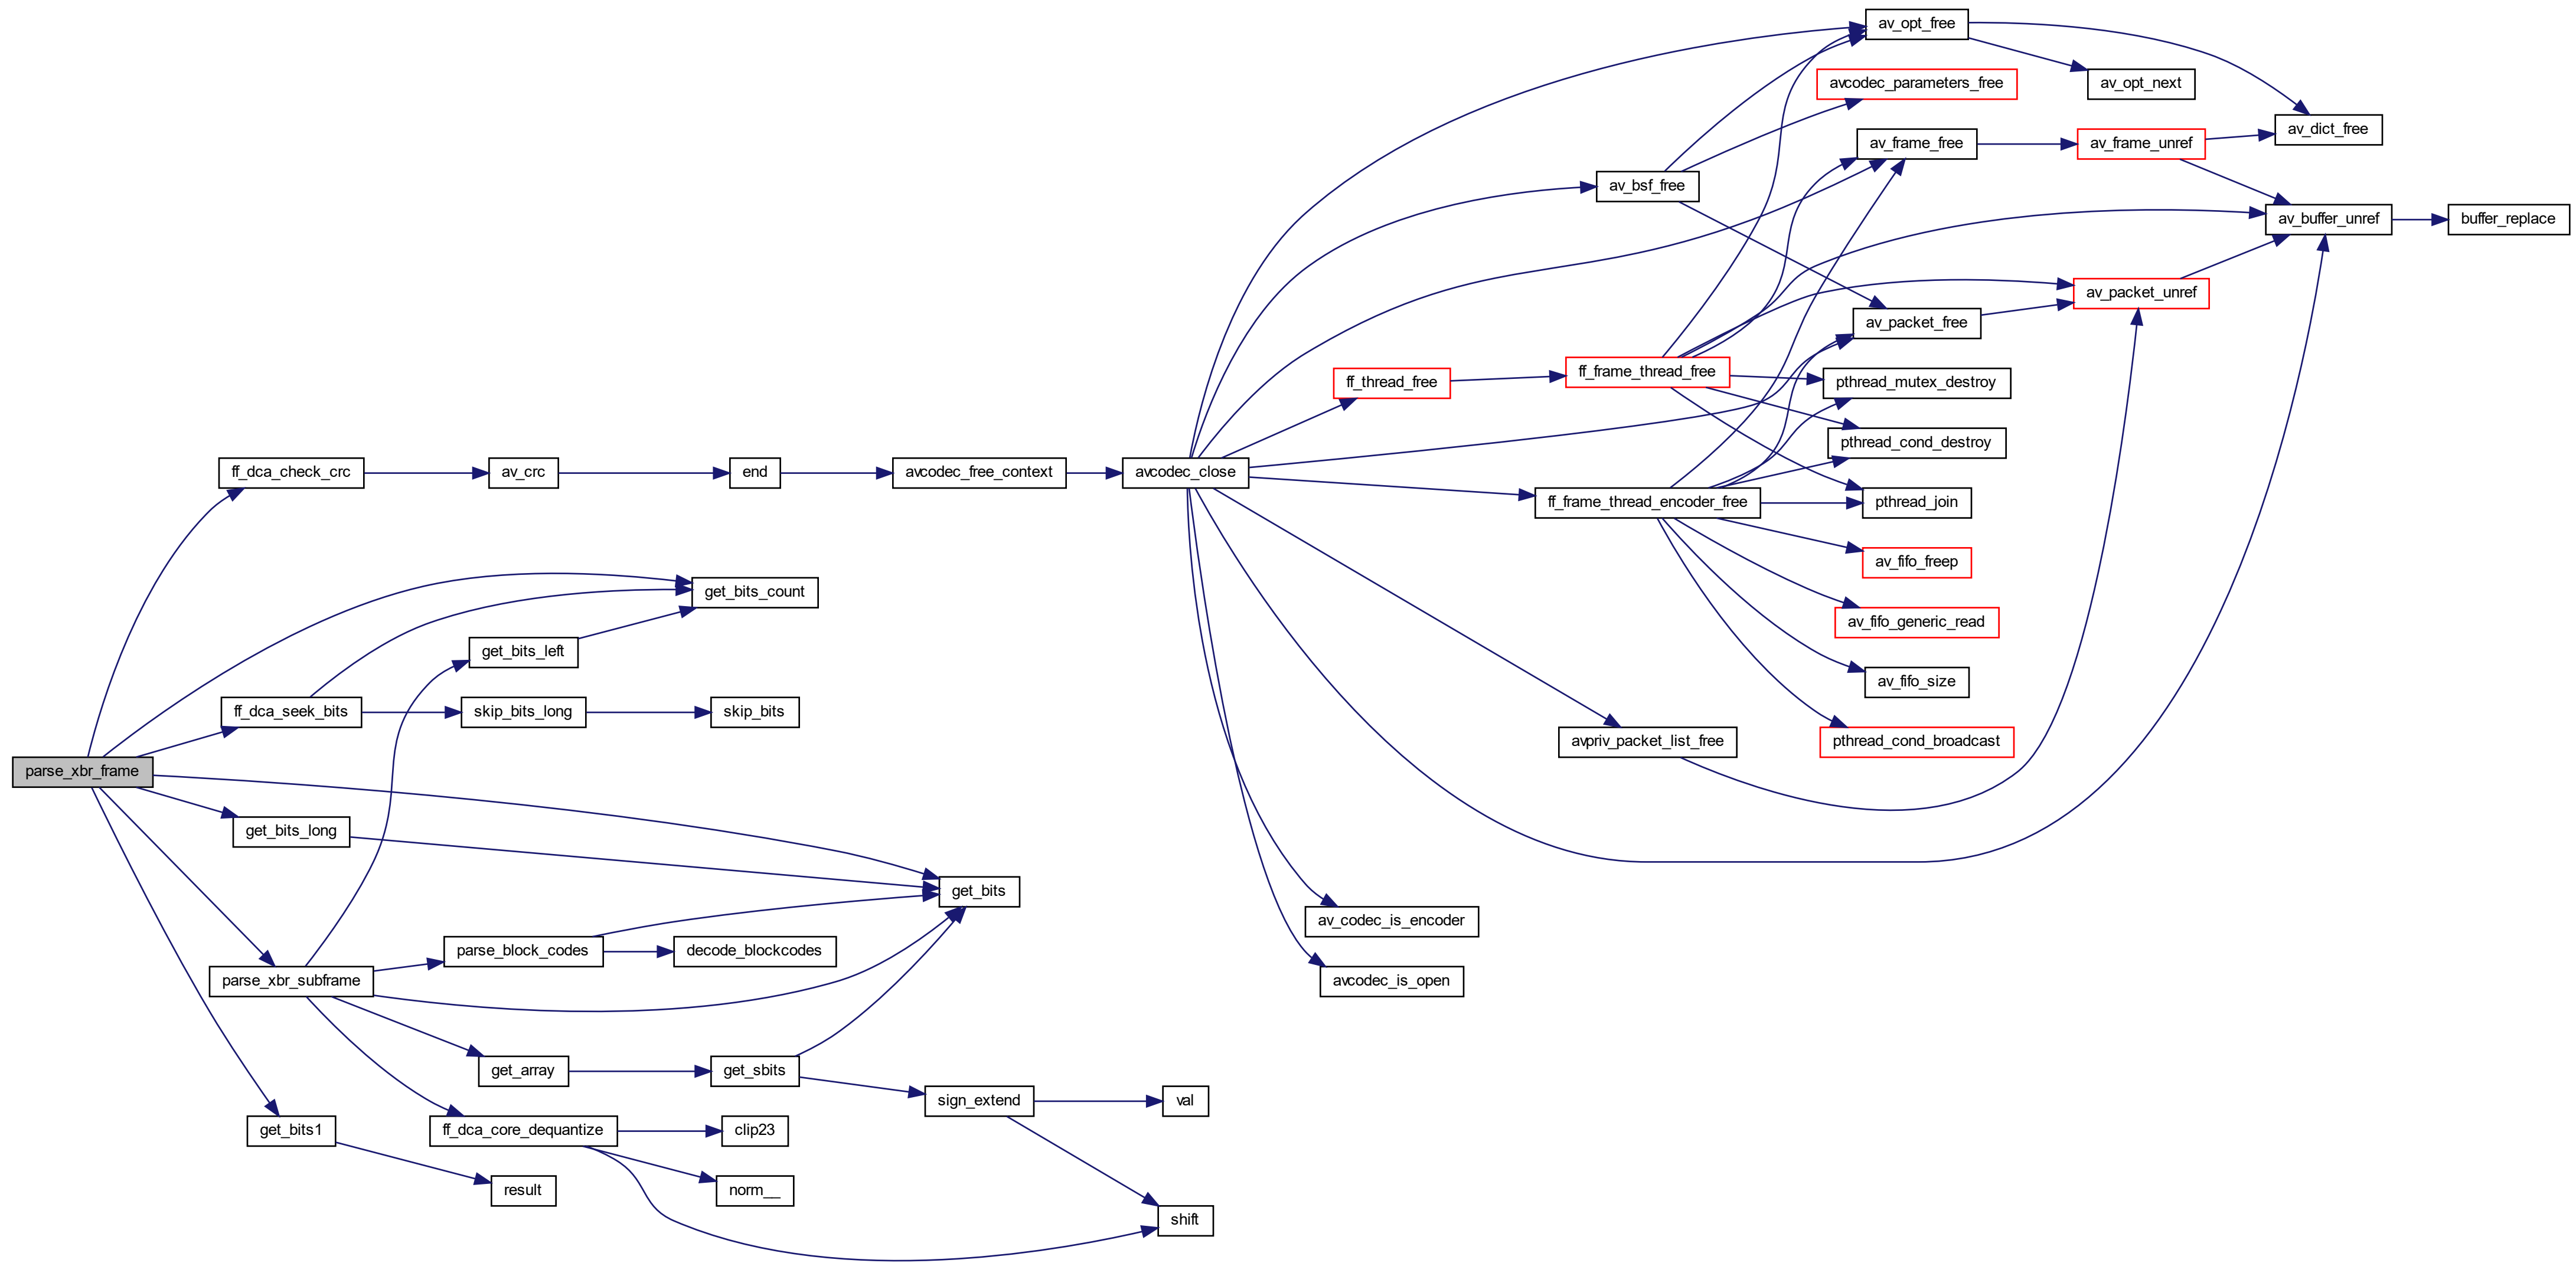 parse_xbr_frame
ff_dca_check_crc
av_crc
end
avcodec_free_context
avcodec_close
get_bits_count
get_bits_left
ff_dca_seek_bits
skip_bits_long
skip_bits
get_bits_long
get_bits
parse_block_codes
decode_blockcodes
parse_xbr_subframe
get_array
get_sbits
sign_extend
val
get_bits1
ff_dca_core_dequantize
clip23
result
norm__
shift
av_opt_free
avcodec_parameters_free
av_opt_next
av_frame_free
av_frame_unref
av_dict_free
av_bsf_free
av_buffer_unref
buffer_replace
av_packet_unref
av_packet_free
ff_thread_free
ff_frame_thread_free
pthread_mutex_destroy
pthread_cond_destroy
ff_frame_thread_encoder_free
pthread_join
av_fifo_freep
av_fifo_generic_read
av_fifo_size
avpriv_packet_list_free
pthread_cond_broadcast
av_codec_is_encoder
avcodec_is_open